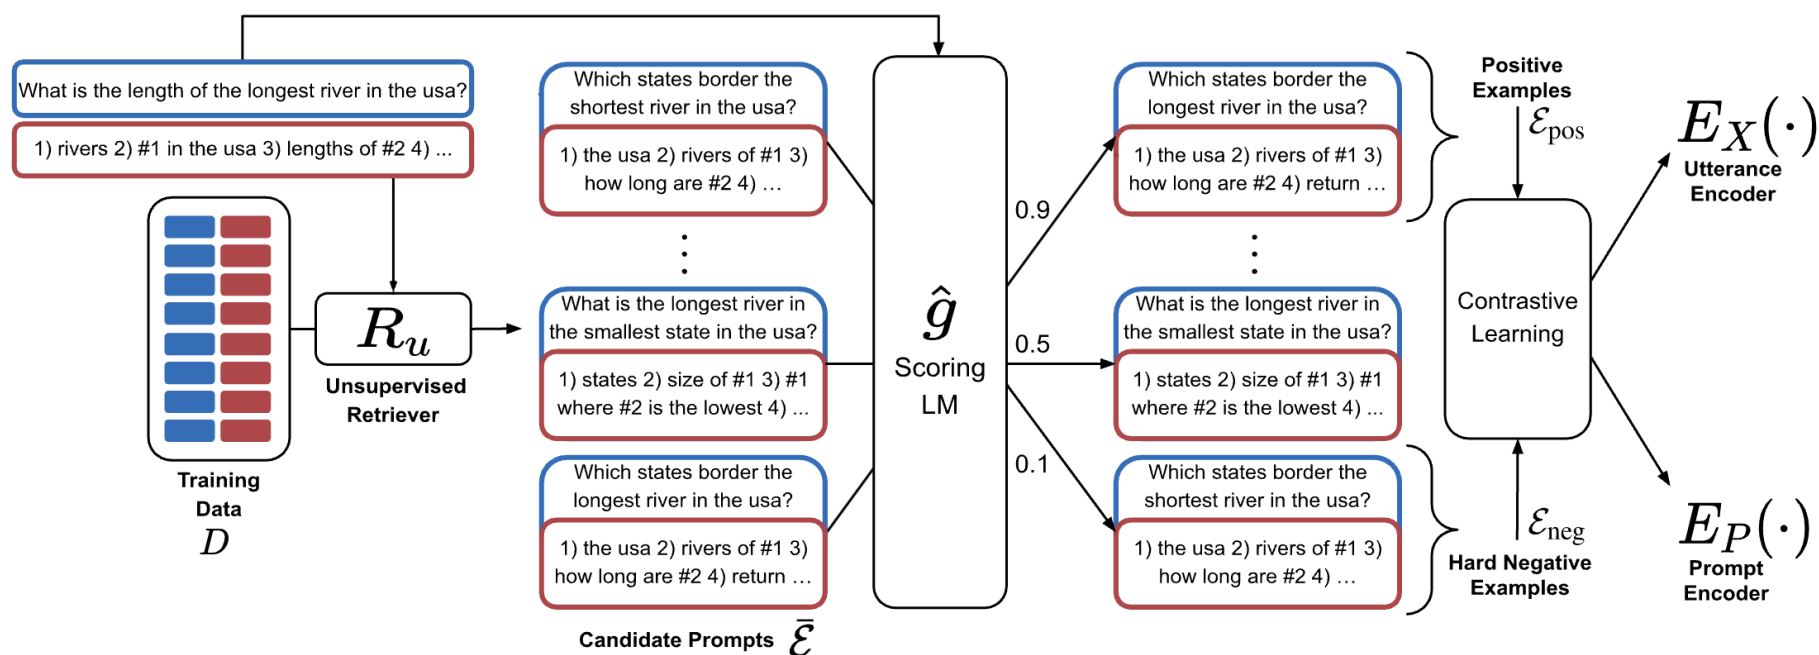 What is the length of the longest river in the usa?
1) rivers 2) #1 in the usa 3) lengths of #2 4) ...
Training
Data
D
R_u
Unsupervised
Retriever
Which states border the
shortest river in the usa?
1) the usa 2) rivers of #1 3)
how long are #2 4) …
What is the longest river in
the smallest state in the usa?
1) states 2) size of #1 3) #1
where #2 is the lowest 4) ...
Which states border the
longest river in the usa?
1) the usa 2) rivers of #1 3)
how long are #2 4) return …
Candidate Prompts ℰ̄
ĝ
Scoring
LM
0.9
0.5
0.1
Which states border the
longest river in the usa?
1) the usa 2) rivers of #1 3)
how long are #2 4) return …
What is the longest river in
the smallest state in the usa?
1) states 2) size of #1 3) #1
where #2 is the lowest 4) ...
Which states border the
shortest river in the usa?
1) the usa 2) rivers of #1 3)
how long are #2 4) …
Positive
Examples
ℰ_pos
Contrastive
Learning
ℰ_neg
Hard Negative
Examples
E_X(·)
Utterance
Encoder
E_P(·)
Prompt
Encoder